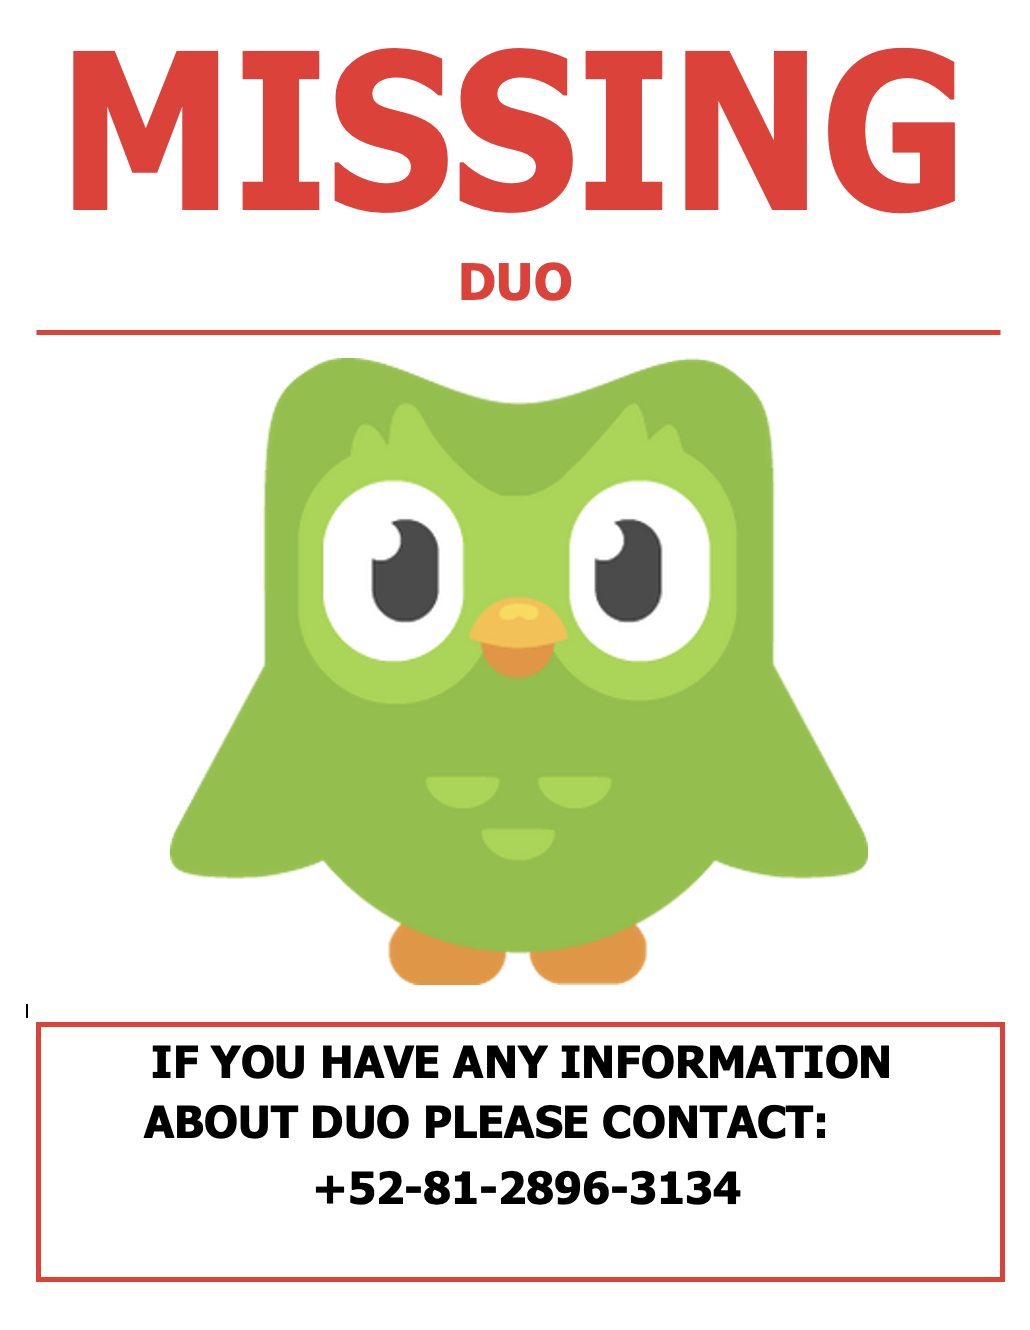 MISSING
DUO
IF YOU HAVE ANY INFORMATION
ABOUT DUO PLEASE CONTACT:
+52-81-2896-3134